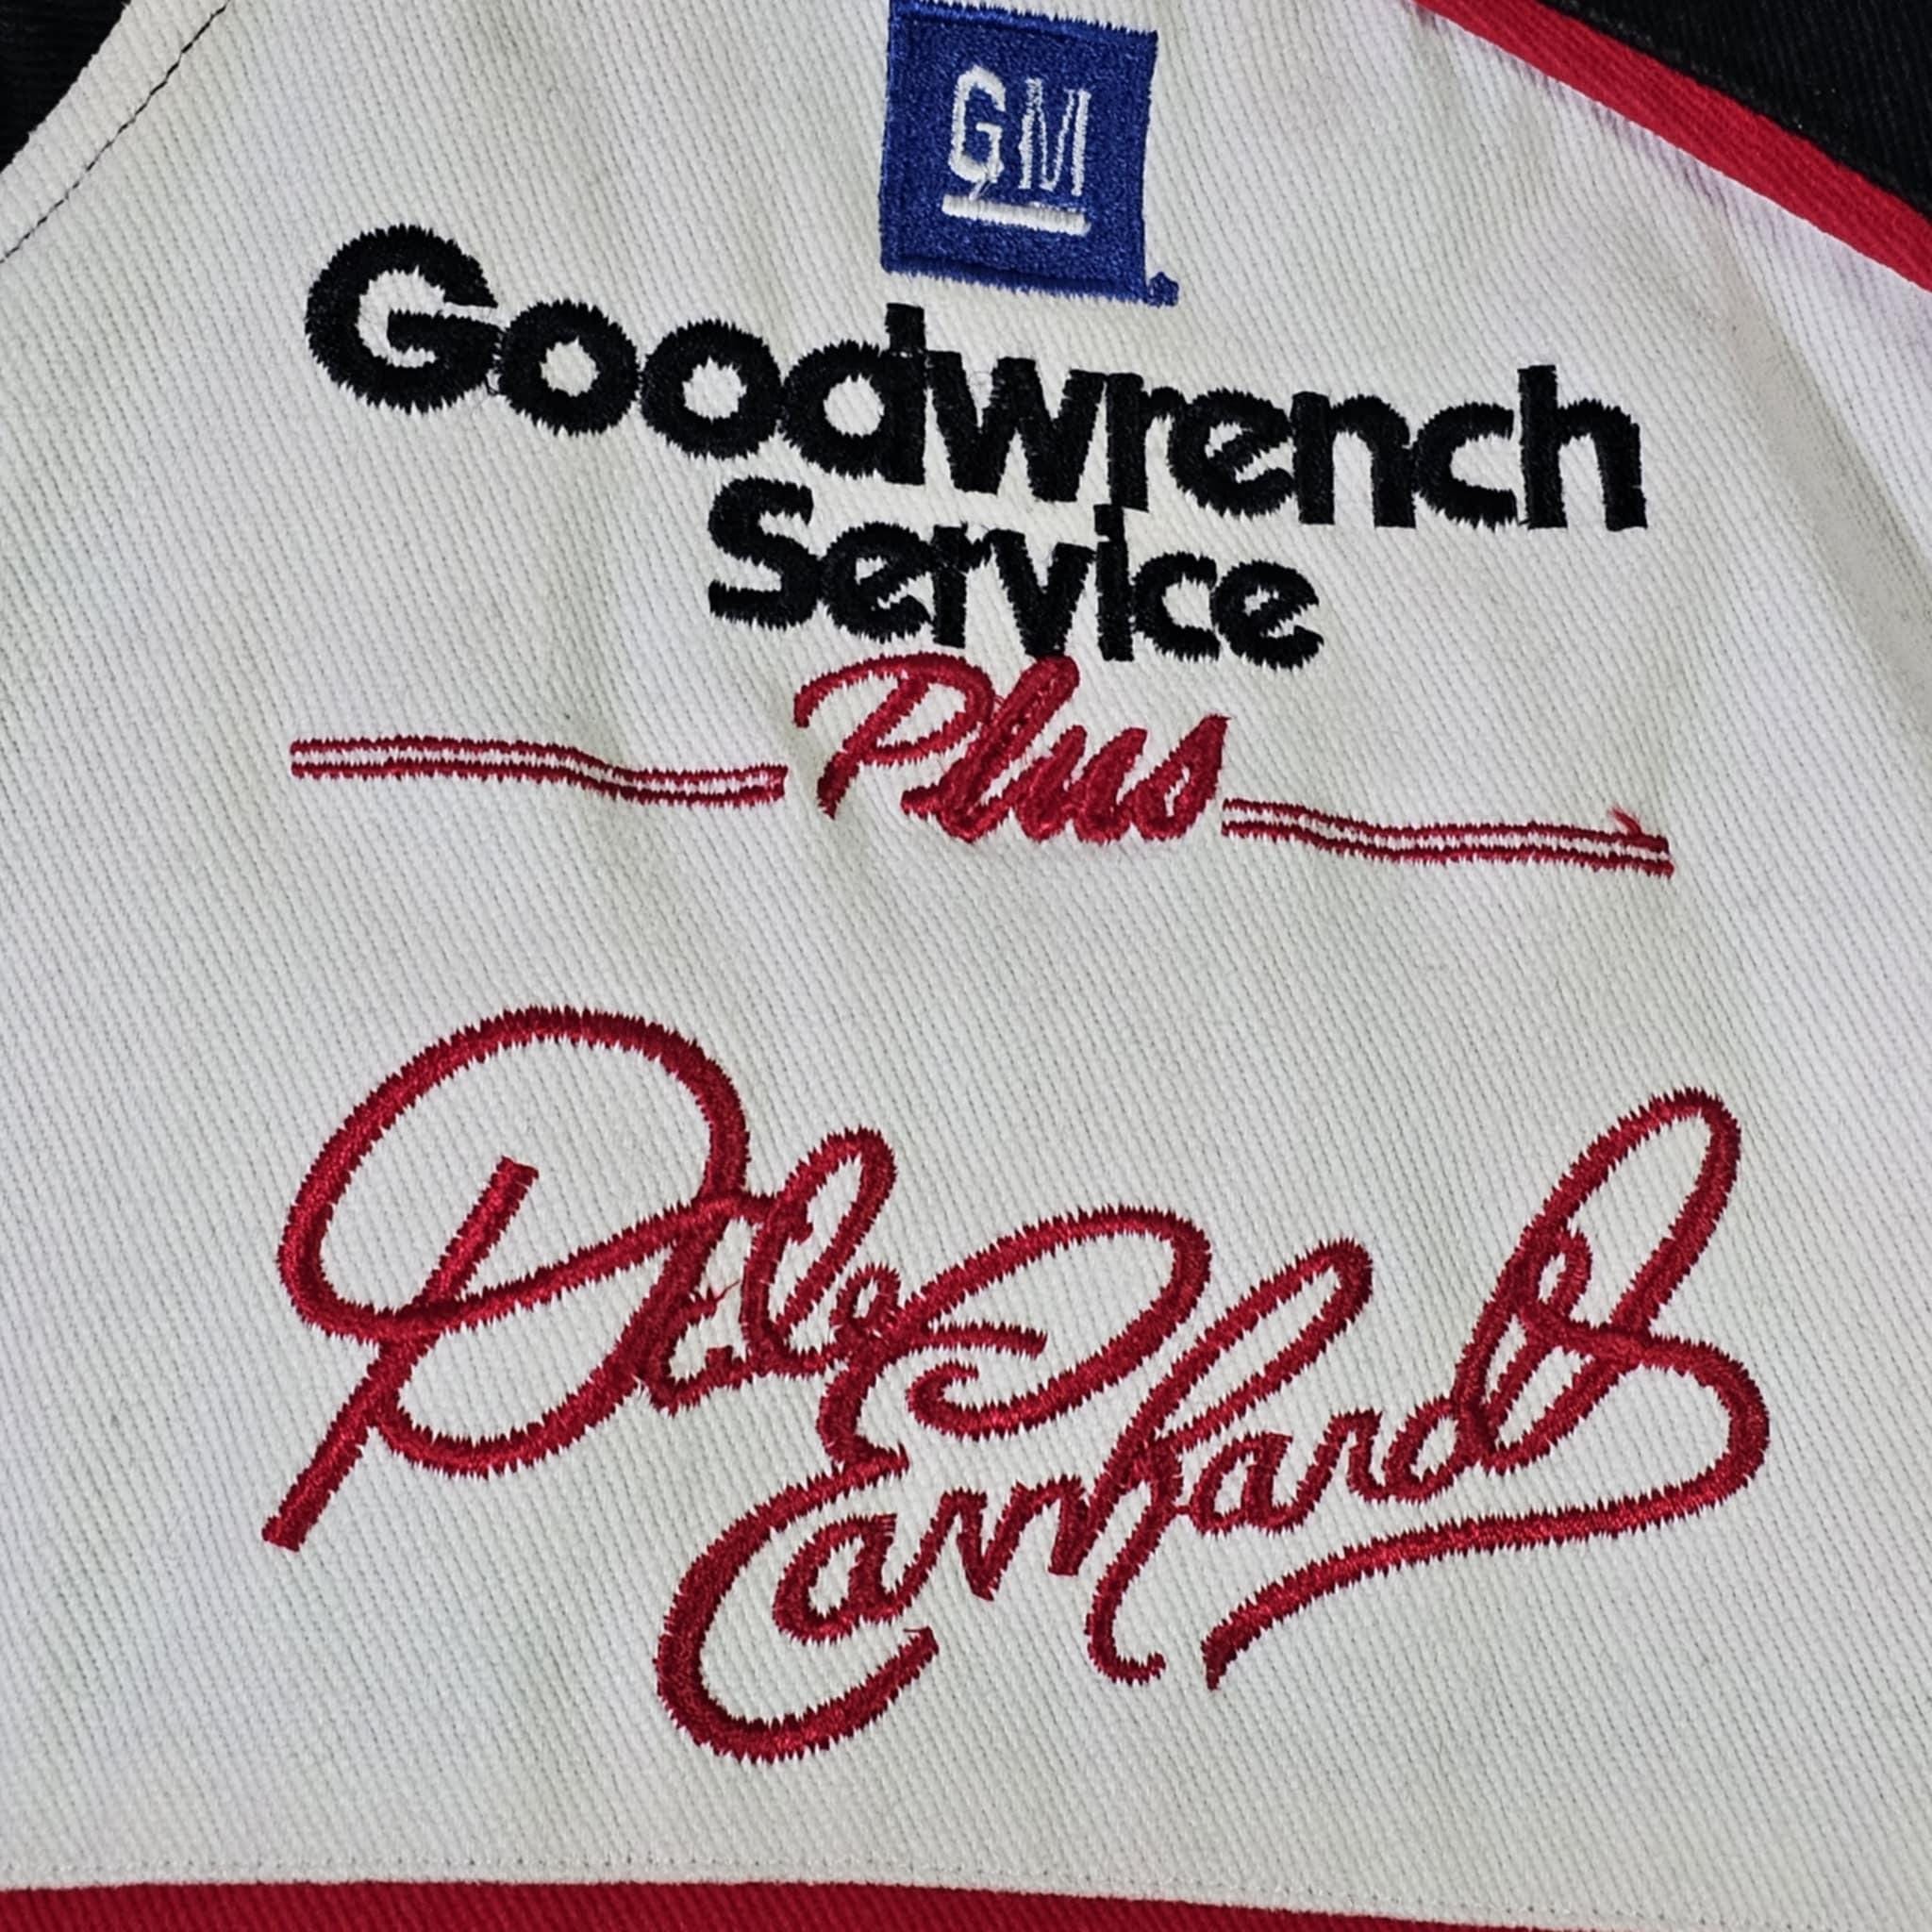 GM
Goodwrench
Service
Plus
Dale
Earnhardt